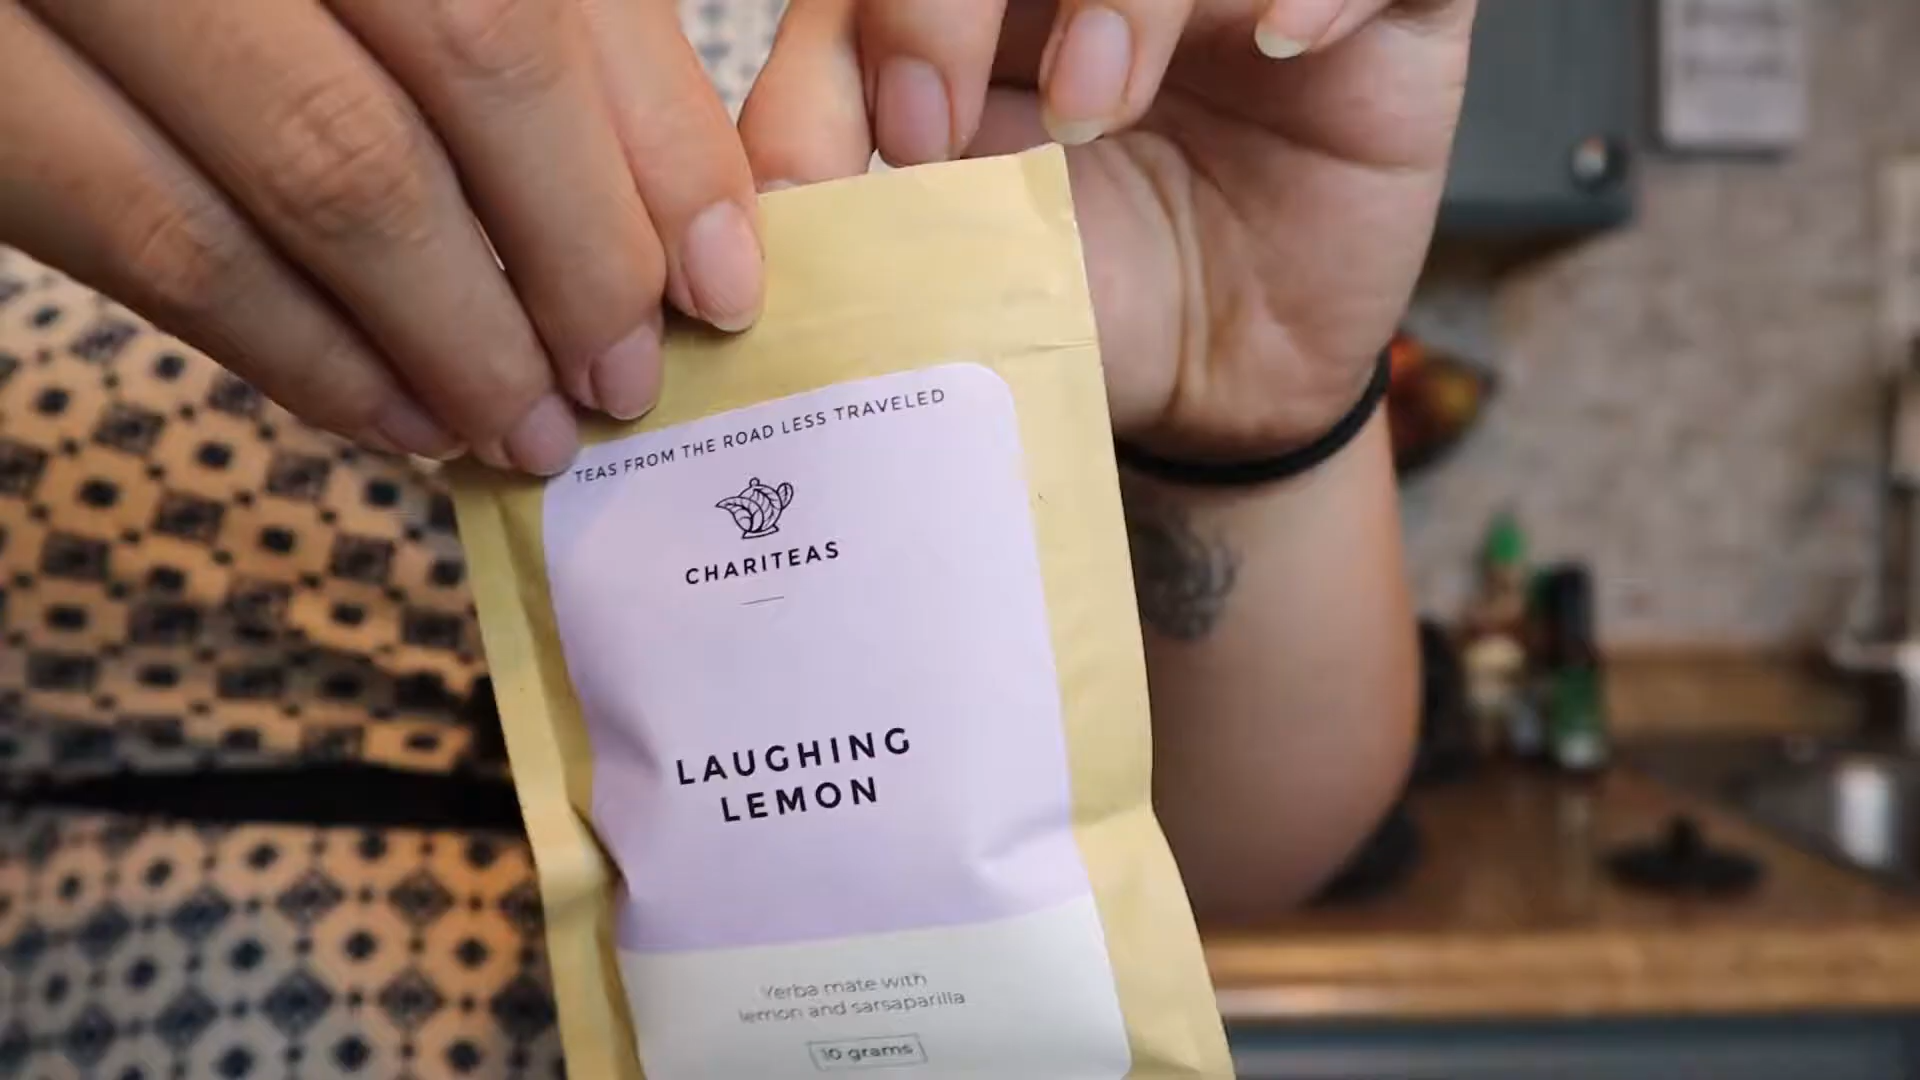 TEAS FROM THE ROAD LESS TRAVELED
CHARITEAS
LAUGHING
LEMON
Yerba mate with
lemon and sarsaparilla
10 grams